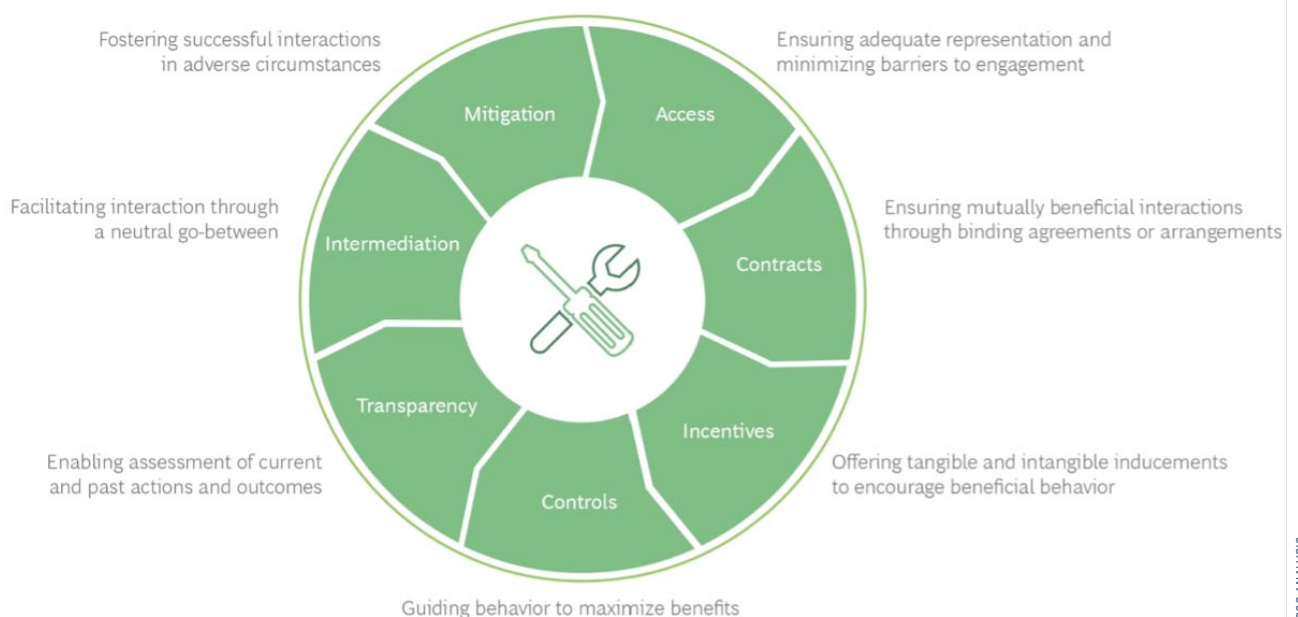 Fostering successful interactions
in adverse circumstances
Mitigation
Access
Ensuring adequate representation and
minimizing barriers to engagement
Facilitating interaction through
a neutral go-between
Intermediation
Contracts
Ensuring mutually beneficial interactions
through binding agreements or arrangements
Transparency
Incentives
Enabling assessment of current
and past actions and outcomes
Controls
Offering tangible and intangible inducements
to encourage beneficial behavior
Guiding behavior to maximize benefits